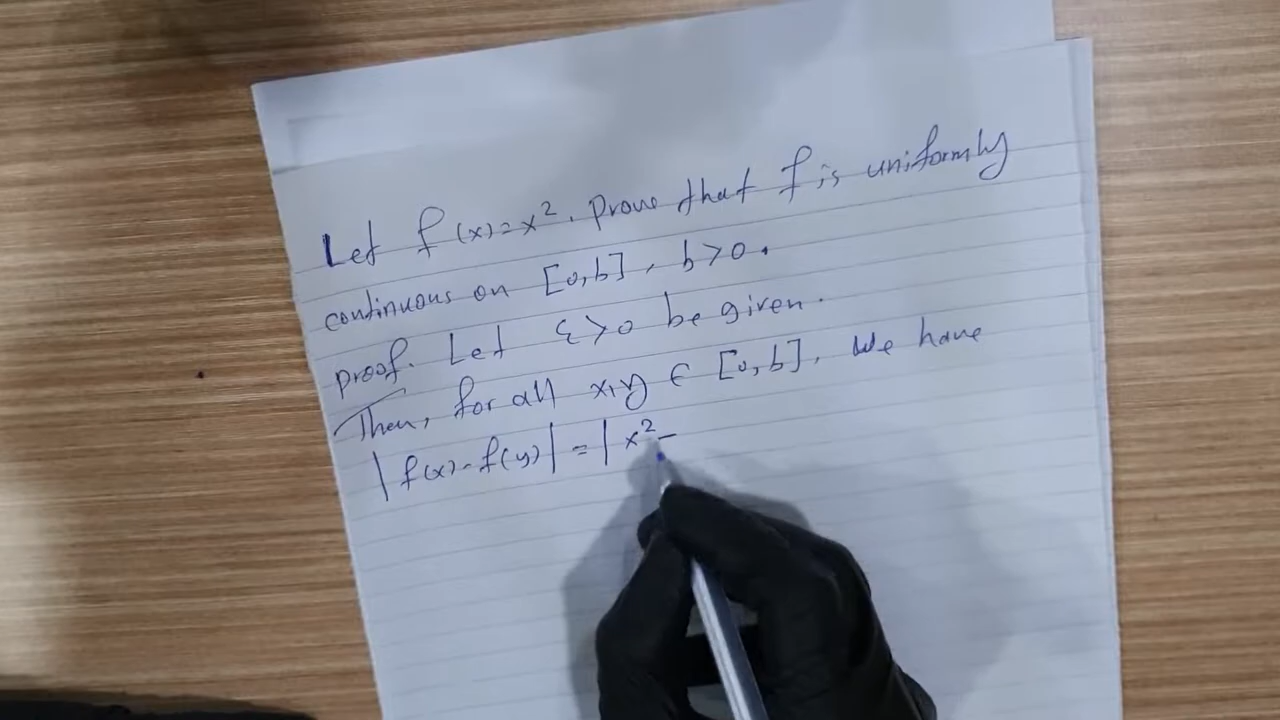 Let f(x)=x². Prove that f is uniformly
continuous on [0,b], b>0.
proof. Let ε>0 be given.
Then, for all x,y ∈ [0,b], we have
|f(x)-f(y)| = |x²-